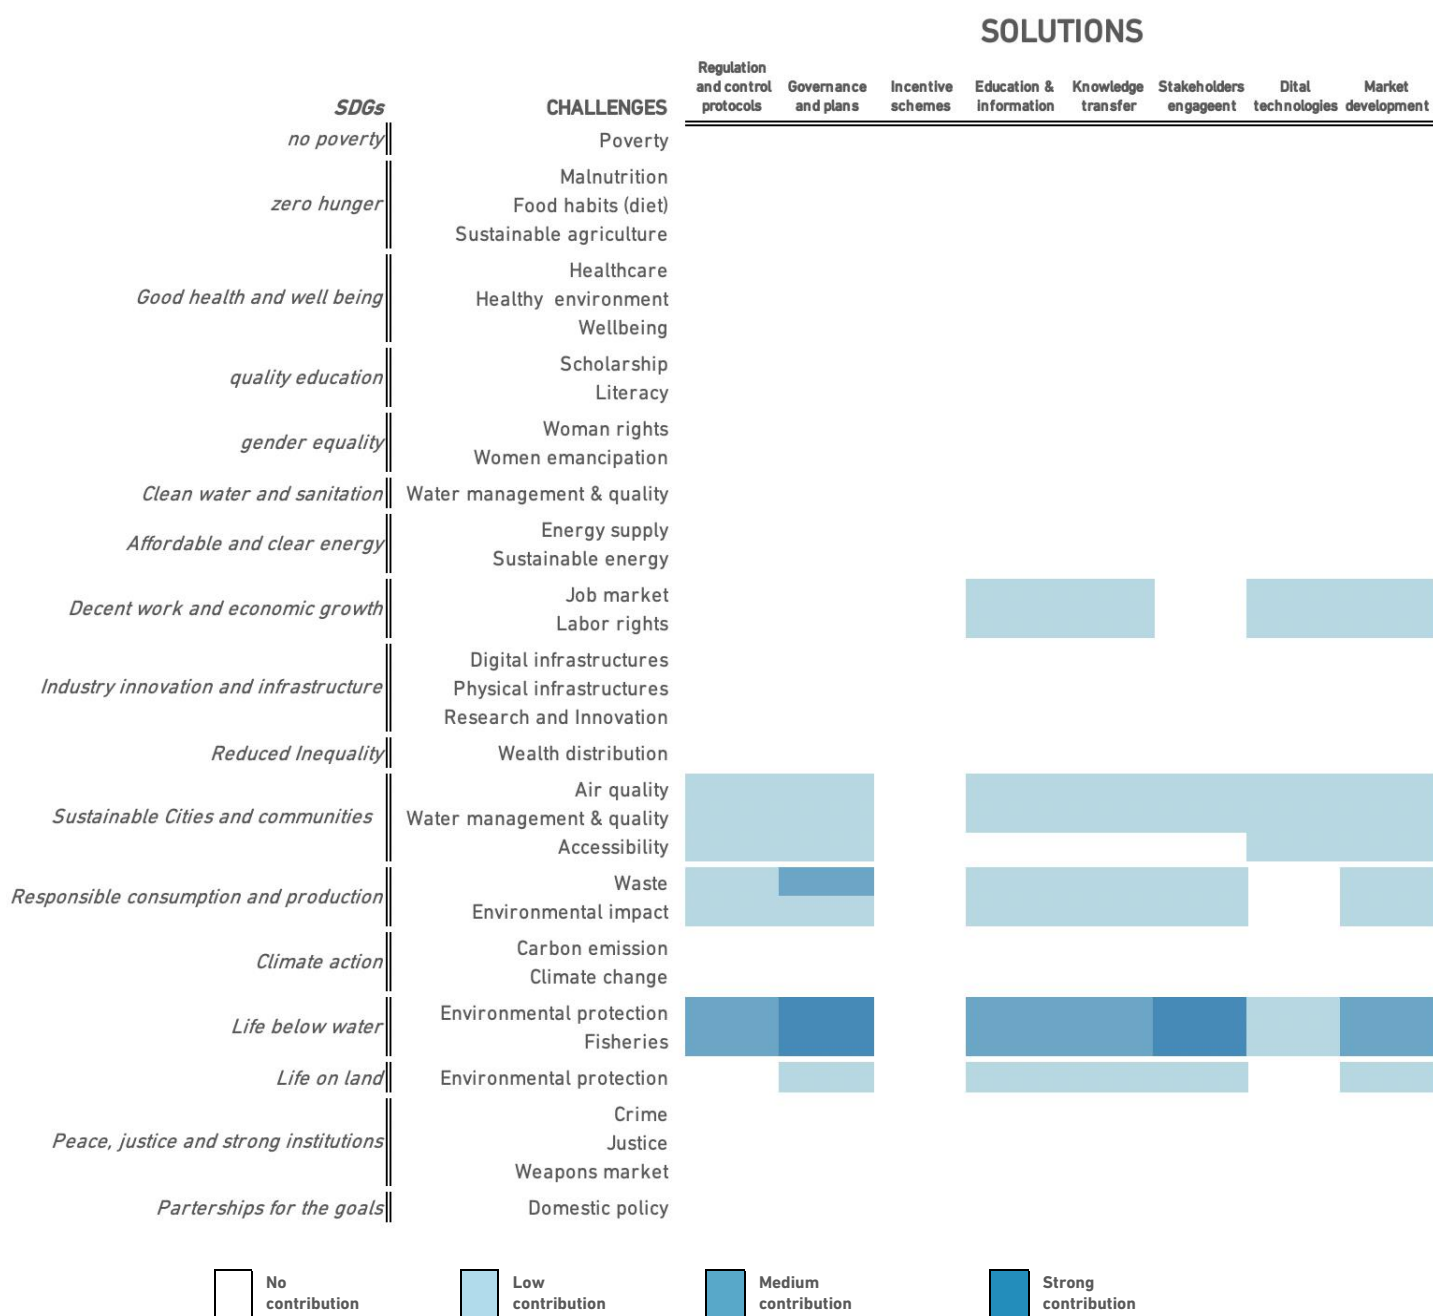 SOLUTIONS
SDGs
CHALLENGES
Regulation
and control
protocols
Governance
and plans
Incentive
schemes
Education &
information
Knowledge
transfer
Stakeholders
engageent
Dital
technologies
Market
development
no poverty
Poverty
zero hunger
Malnutrition
Food habits (diet)
Sustainable agriculture
Good health and well being
Healthcare
Healthy environment
Wellbeing
quality education
Scholarship
Literacy
gender equality
Woman rights
Women emancipation
Clean water and sanitation
Water management & quality
Affordable and clear energy
Energy supply
Sustainable energy
Decent work and economic growth
Job market
Labor rights
Industry innovation and infrastructure
Digital infrastructures
Physical infrastructures
Research and Innovation
Reduced Inequality
Wealth distribution
Sustainable Cities and communities
Air quality
Water management & quality
Accessibility
Responsible consumption and production
Waste
Environmental impact
Climate action
Carbon emission
Climate change
Life below water
Environmental protection
Fisheries
Life on land
Environmental protection
Peace, justice and strong institutions
Crime
Justice
Weapons market
Parterships for the goals
Domestic policy
No
contribution
Low
contribution
Medium
contribution
Strong
contribution